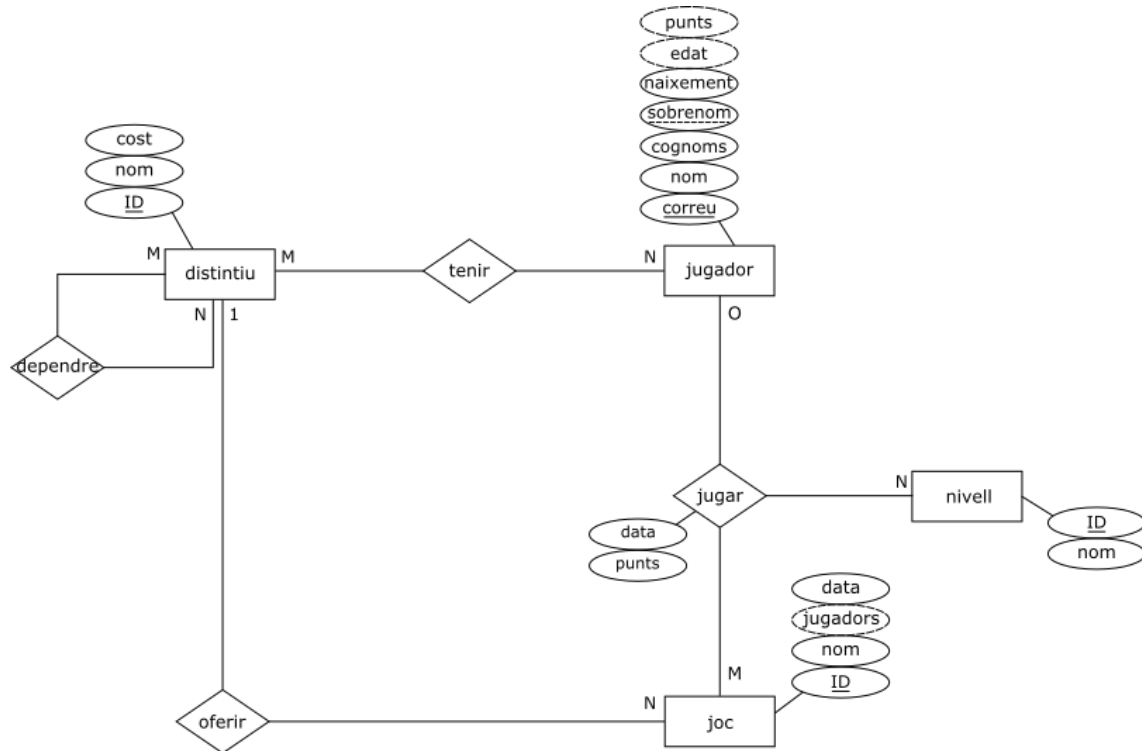 punts
edat
naixement
sobrenom
cognoms
nom
correu
cost
nom
ID
M
distintiu
M
tenir
N
jugador
N
1
O
dependre
jugar
N
nivell
ID
nom
data
punts
data
jugadors
nom
ID
M
oferir
N
joc